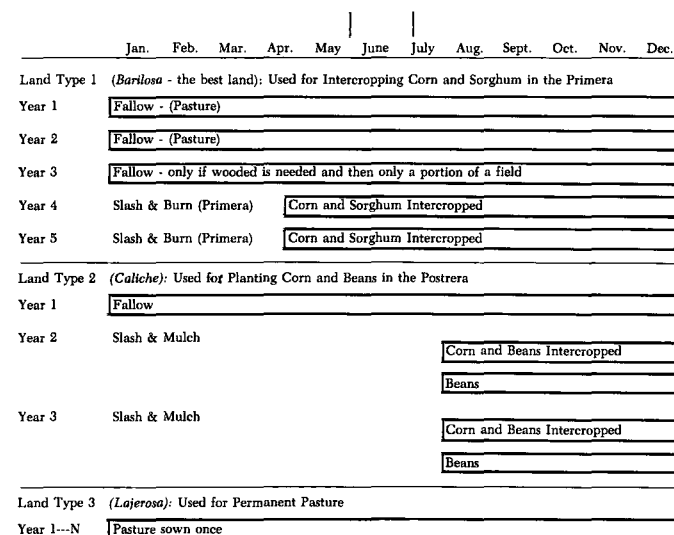 Jan. Feb. Mar. Apr. May June July Aug. Sept. Oct. Nov. Dec.
Land Type 1 (Barilosa - the best land): Used for Intercropping Corn and Sorghum in the Primera
Year 1 Fallow - (Pasture)
Year 2 Fallow - (Pasture)
Year 3 Fallow - only if wooded is needed and then only a portion of a field
Year 4 Slash & Burn (Primera) Corn and Sorghum Intercropped
Year 5 Slash & Burn (Primera) Corn and Sorghum Intercropped
Land Type 2 (Caliche): Used for Planting Corn and Beans in the Postrera
Year 1 Fallow
Year 2 Slash & Mulch
Corn and Beans Intercropped
Beans
Year 3 Slash & Mulch
Corn and Beans Intercropped
Beans
Land Type 3 (Lajerosa): Used for Permanent Pasture
Year 1---N Pasture sown once